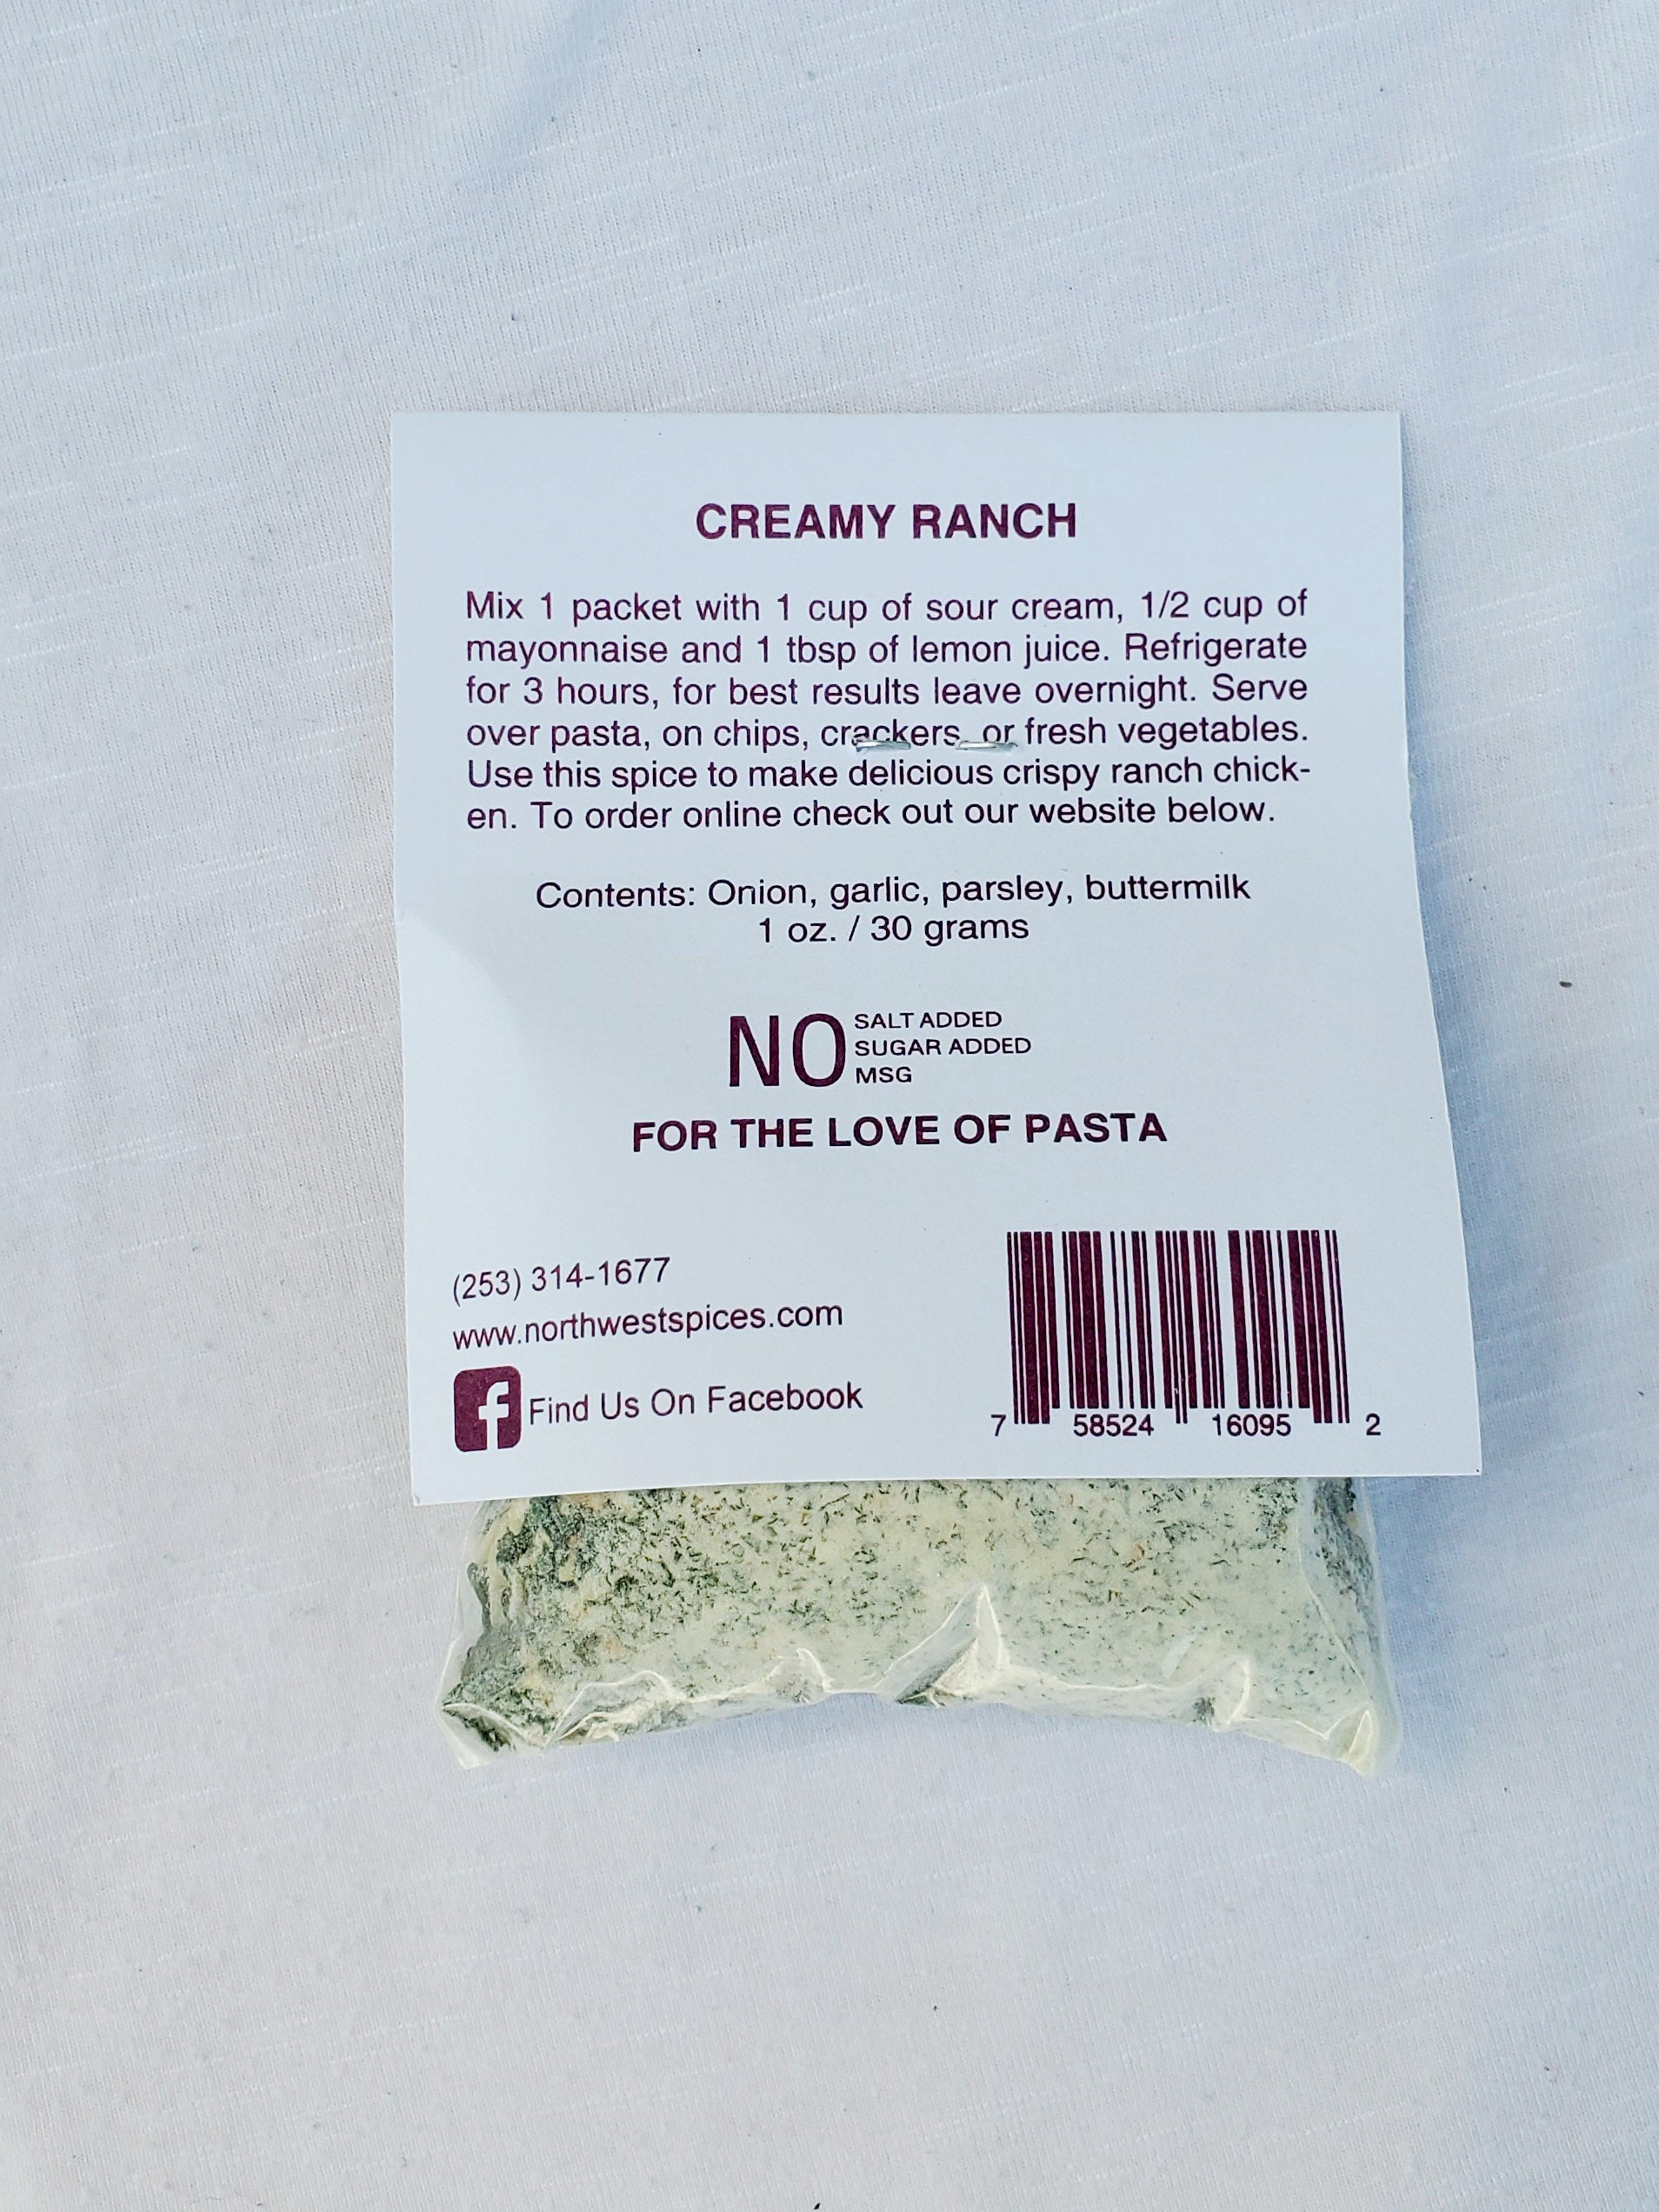 CREAMY RANCH
Mix 1 packet with 1 cup of sour cream, 1/2 cup of
mayonnaise and 1 tbsp of lemon juice. Refrigerate
for 3 hours, for best results leave overnight. Serve
over pasta, on chips, crackers or fresh vegetables.
Use this spice to make delicious crispy ranch chick-
en. To order online check out our website below.
Contents: Onion, garlic, parsley, buttermilk
1 oz. / 30 grams
NO SALT ADDED
SUGAR ADDED
MSG
FOR THE LOVE OF PASTA
(253) 314-1677
www.northwestspices.com
f Find Us On Facebook
7 58524 16095 2